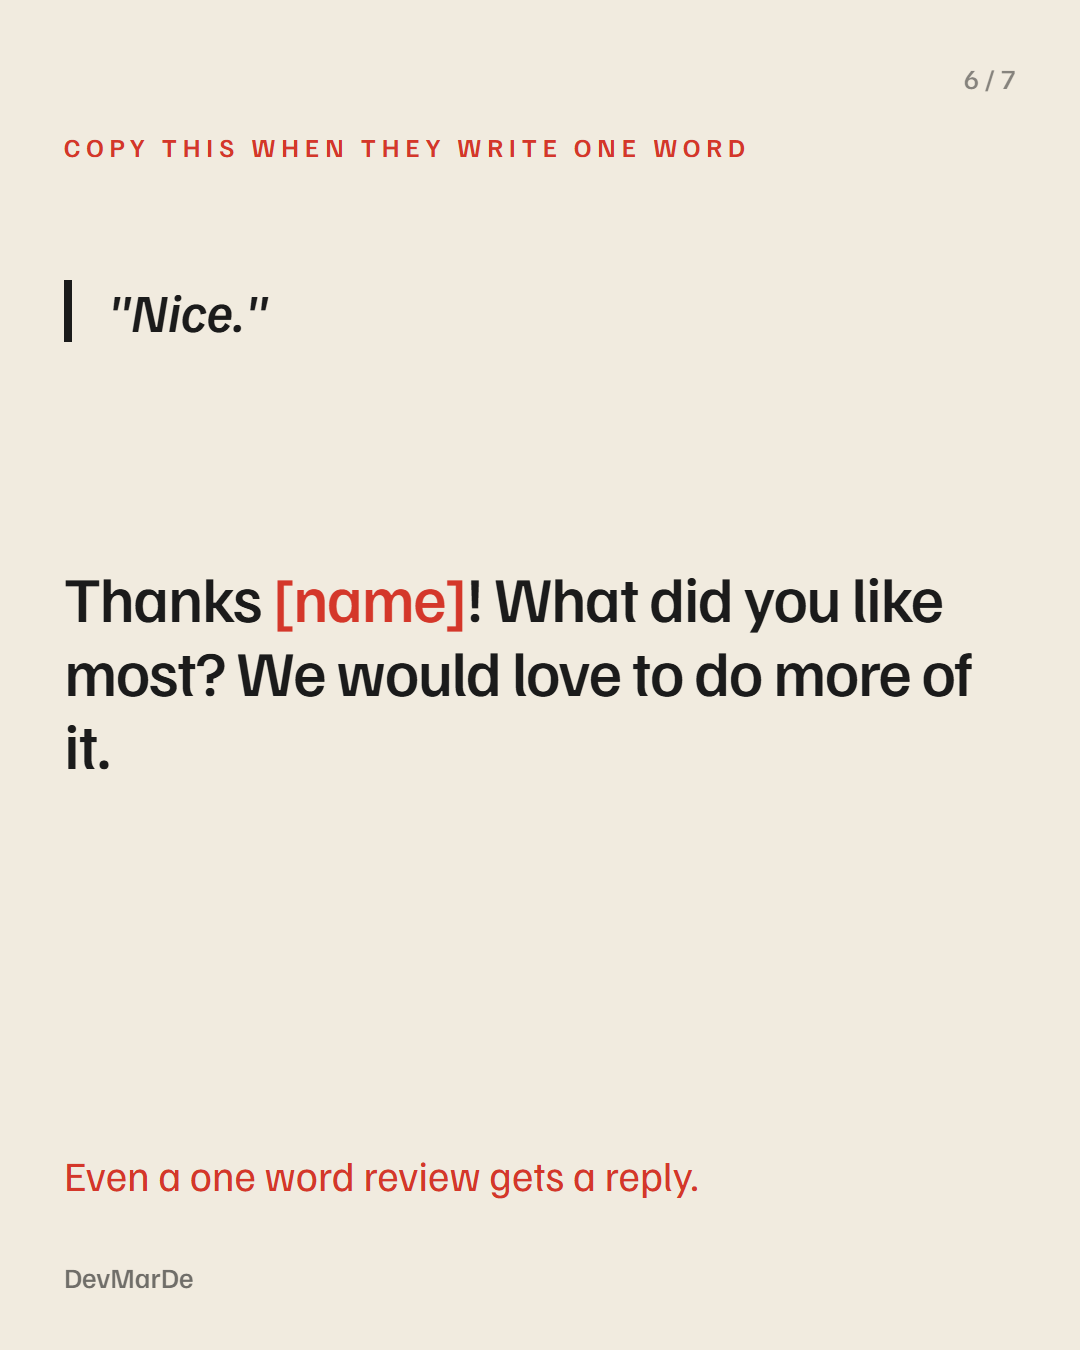 6 / 7
COPY THIS WHEN THEY WRITE ONE WORD
"Nice."
Thanks [name]! What did you like
most? We would love to do more of
it.
Even a one word review gets a reply.
DevMarDe